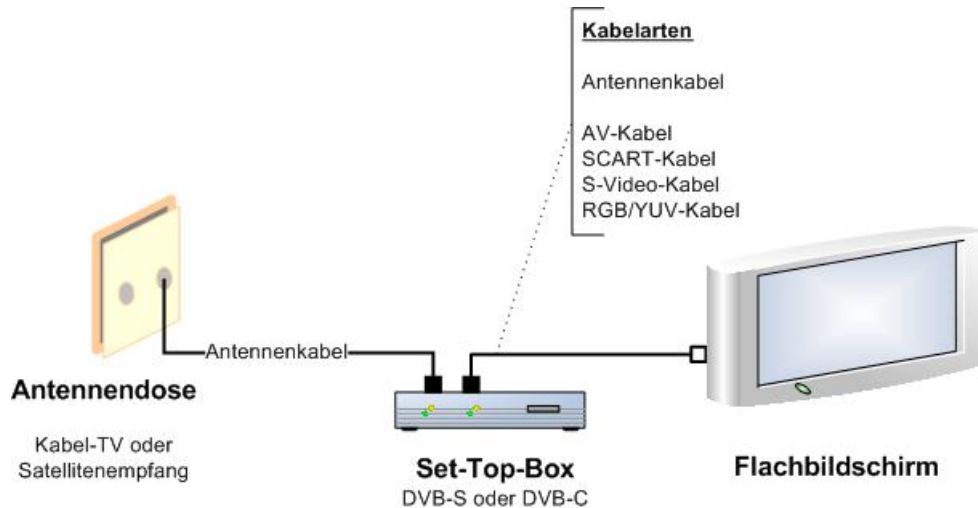 Kabelarten
Antennenkabel
AV-Kabel
SCART-Kabel
S-Video-Kabel
RGB/YUV-Kabel
Antennenkabel
Antennendose
Kabel-TV oder
Satellitenempfang
Set-Top-Box
DVB-S oder DVB-C
Flachbildschirm